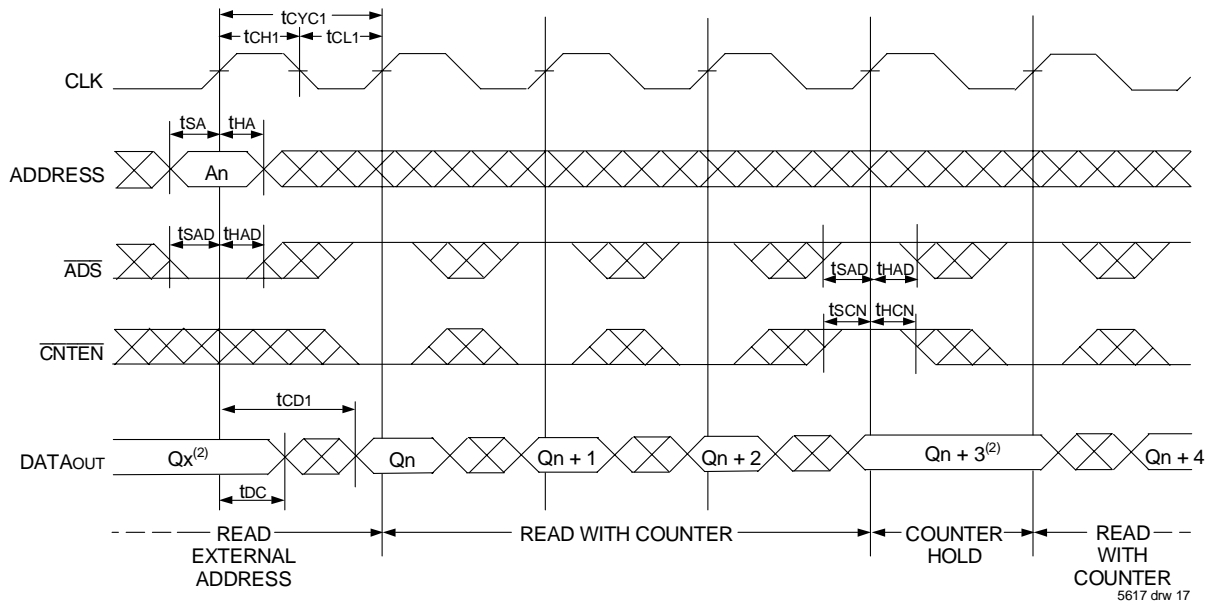 tCYC1
tCH1 tCL1
CLK
tSA tHA
ADDRESS An
tSAD tHAD
ADS
tSAD tHAD
tSCN tHCN
CNTEN
tCD1
DATAOUT Qx(2) Qn Qn + 1 Qn + 2 Qn + 3(2) Qn + 4
tDC
READ EXTERNAL ADDRESS
READ WITH COUNTER
COUNTER HOLD
READ WITH COUNTER
5617 drw 17